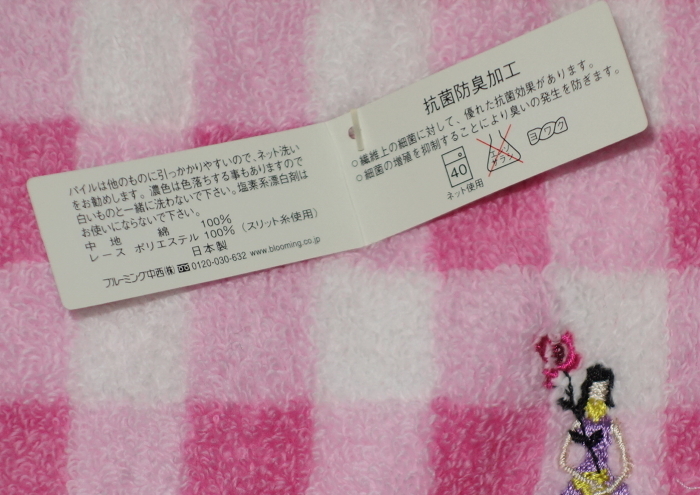 パイルは他のものに引っかかりやすいので、ネット洗い
をお勧めします。濃色は色落ちする事もありますので
白いものと一緒に洗わないで下さい。塩素系漂白剤は
お使いにならないで下さい。
中 地 綿 100%
レース ポリエステル 100% (スリット糸使用)
日本製
ブルーミング中西(株) 0120-030-632 www.blooming.co.jp
抗菌防臭加工
○繊維上の細菌に対して、優れた抗菌効果があります。
○細菌の増殖を抑制することにより臭いの発生を防ぎます。
40
ネット使用
エンソ
サラシ
ヨワク